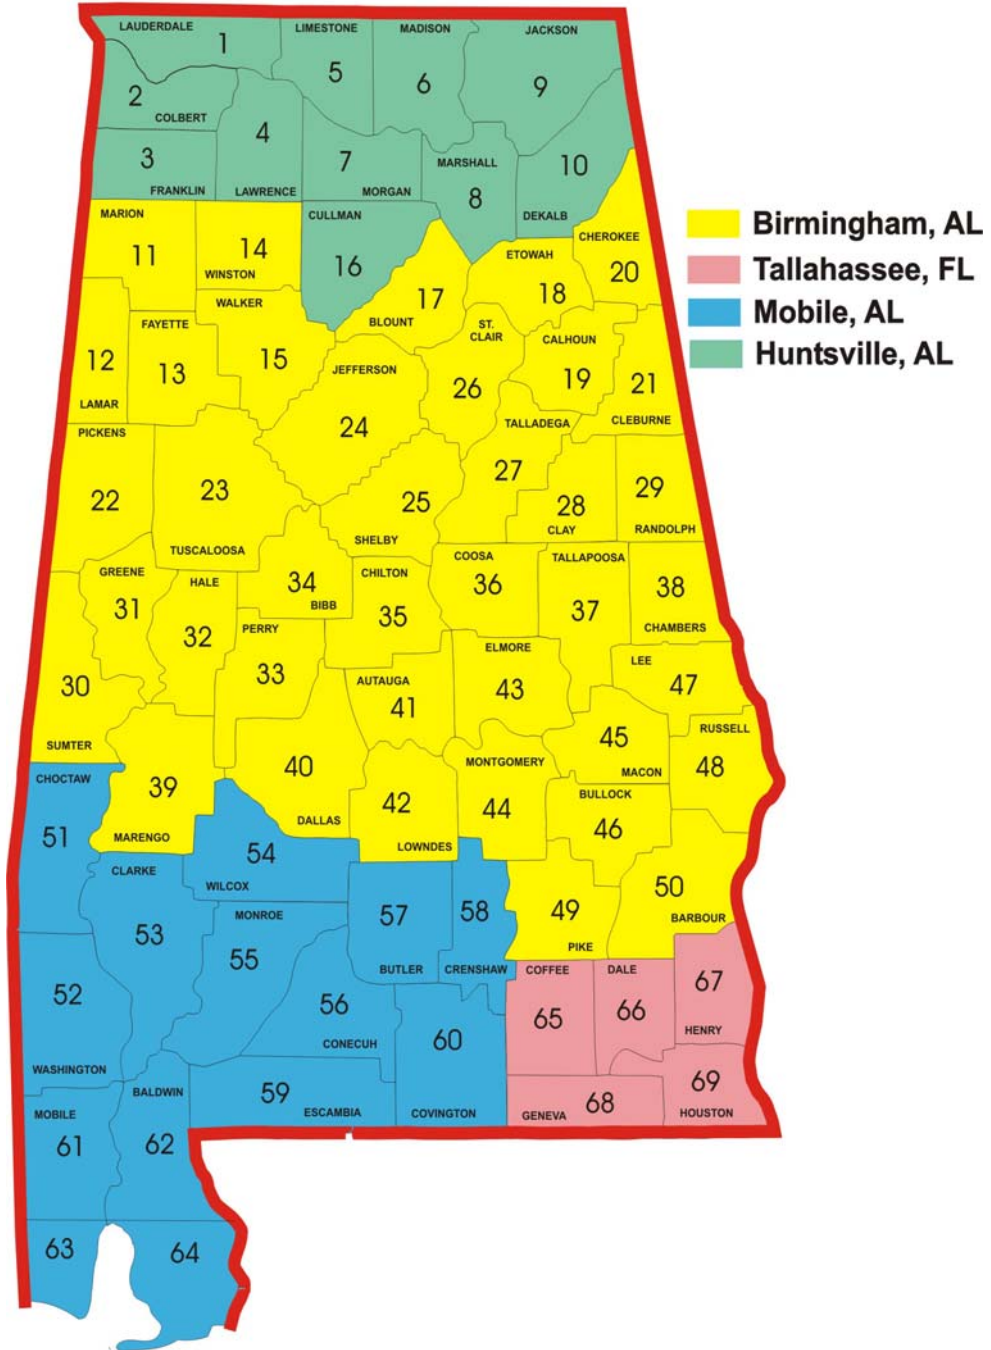 LAUDERDALE
1
LIMESTONE
5
MADISON
6
JACKSON
9
2
COLBERT
4
LAWRENCE
3
FRANKLIN
7
MORGAN
MARSHALL
8
10
DEKALB
MARION
11
14
WINSTON
CULLMAN
16
17
BLOUNT
ETOWAH
18
CHEROKEE
20
Birmingham, AL
Tallahassee, FL
Mobile, AL
Huntsville, AL
12
LAMAR
FAYETTE
13
WALKER
15
JEFFERSON
24
ST.
CLAIR
26
CALHOUN
19
21
CLEBURNE
PICKENS
22
23
TUSCALOOSA
25
SHELBY
TALLADEGA
27
28
CLAY
29
RANDOLPH
GREENE
31
HALE
32
34
BIBB
CHILTON
35
COOSA
36
TALLAPOOSA
37
38
CHAMBERS
30
SUMTER
PERRY
33
AUTAUGA
41
ELMORE
43
LEE
47
39
MARENGO
40
DALLAS
42
LOWNDES
MONTGOMERY
44
45
MACON
RUSSELL
48
BULLOCK
46
CHOCTAW
51
CLARKE
53
54
WILCOX
57
BUTLER
58
CRENSHAW
49
PIKE
50
BARBOUR
52
WASHINGTON
MONROE
55
56
CONECUH
60
COVINGTON
COFFEE
65
DALE
66
67
HENRY
MOBILE
61
BALDWIN
62
59
ESCAMBIA
GENEVA
68
69
HOUSTON
63
64